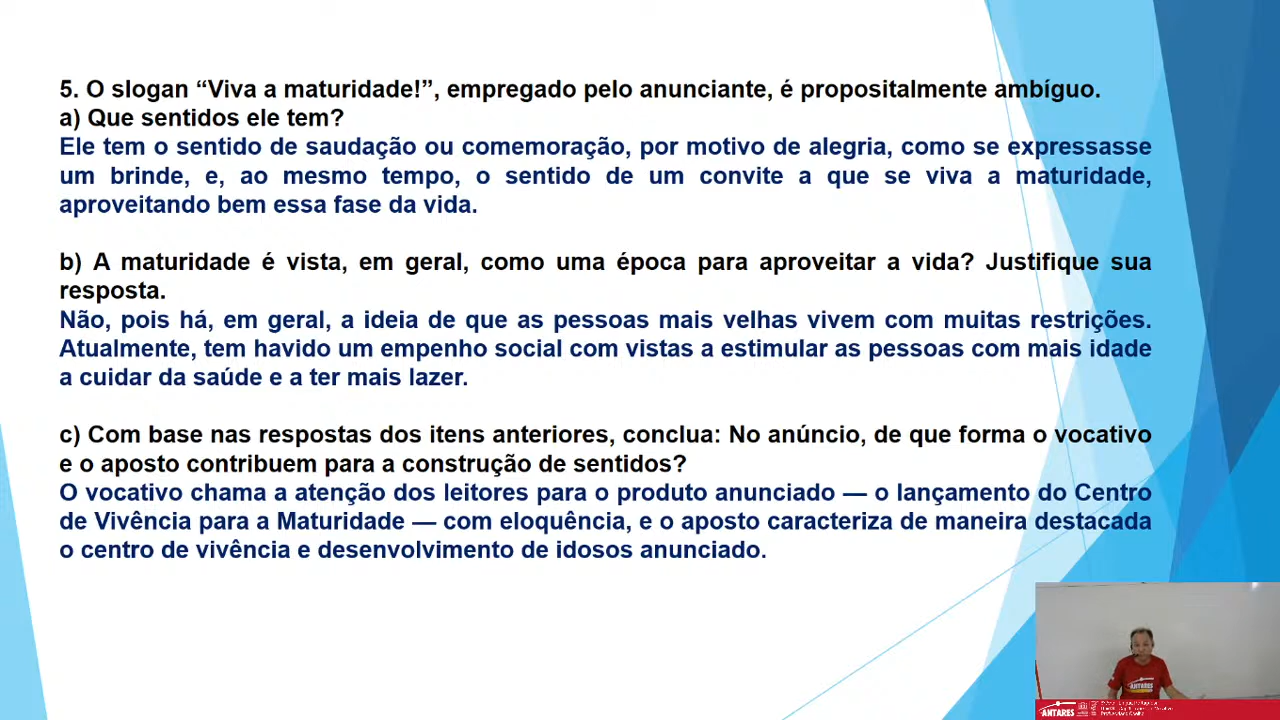 5. O slogan “Viva a maturidade!”, empregado pelo anunciante, é propositalmente ambíguo.
a) Que sentidos ele tem?
Ele tem o sentido de saudação ou comemoração, por motivo de alegria, como se expressasse
um brinde, e, ao mesmo tempo, o sentido de um convite a que se viva a maturidade,
aproveitando bem essa fase da vida.
b) A maturidade é vista, em geral, como uma época para aproveitar a vida? Justifique sua
resposta.
Não, pois há, em geral, a ideia de que as pessoas mais velhas vivem com muitas restrições.
Atualmente, tem havido um empenho social com vistas a estimular as pessoas com mais idade
a cuidar da saúde e a ter mais lazer.
c) Com base nas respostas dos itens anteriores, conclua: No anúncio, de que forma o vocativo
e o aposto contribuem para a construção de sentidos?
O vocativo chama a atenção dos leitores para o produto anunciado — o lançamento do Centro
de Vivência para a Maturidade — com eloquência, e o aposto caracteriza de maneira destacada
o centro de vivência e desenvolvimento de idosos anunciado.
ANTARES
ANTARES